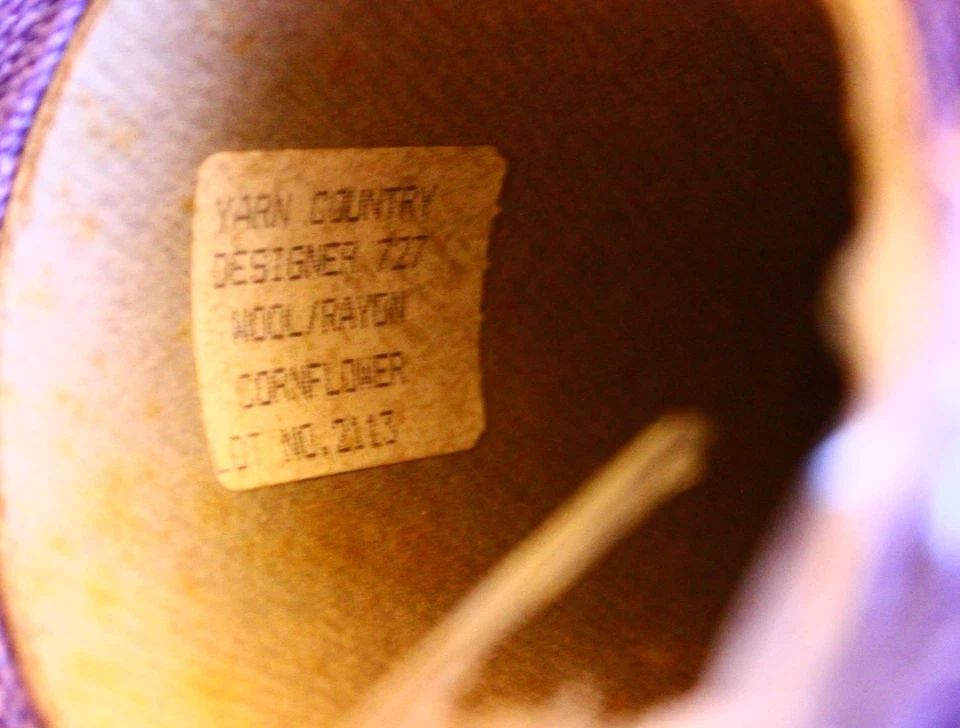 YARN COUNTRY
DESIGNER 727
WOOL/RAYON
CORNFLOWER
LOT NO. 2113